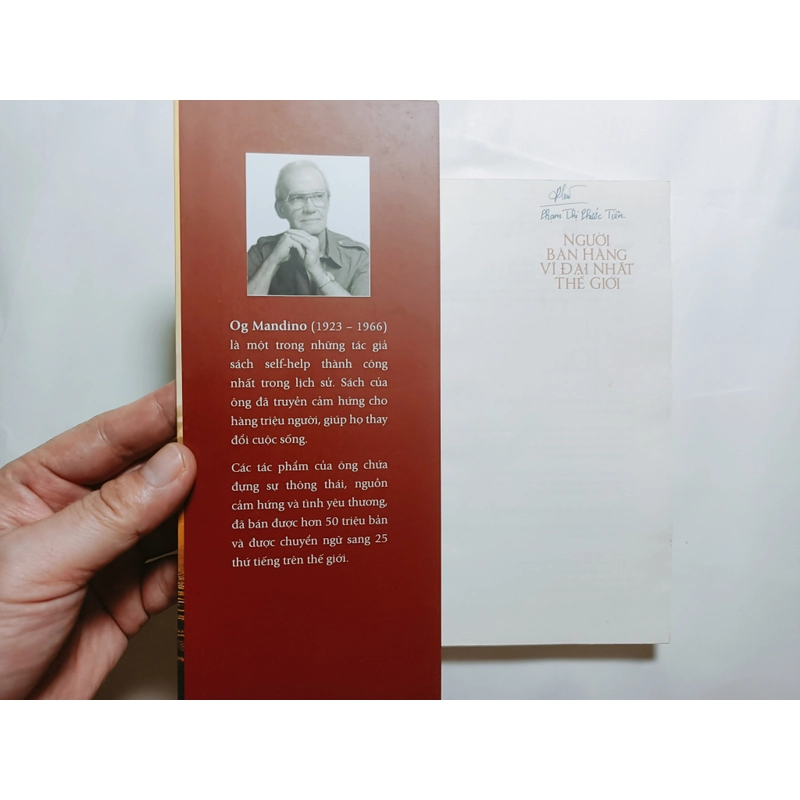 Og Mandino (1923 – 1966)
là một trong những tác giả
sách self-help thành công
nhất trong lịch sử. Sách của
ông đã truyền cảm hứng cho
hàng triệu người, giúp họ thay
đổi cuộc sống.
Các tác phẩm của ông chứa
đựng sự thông thái, nguồn
cảm hứng và tình yêu thương,
đã bán được hơn 50 triệu bản
và được chuyển ngữ sang 25
thứ tiếng trên thế giới.
Phạm Thị Phước Tiên
NGƯỜI
BÁN HÀNG
VĨ ĐẠI NHẤT
THẾ GIỚI